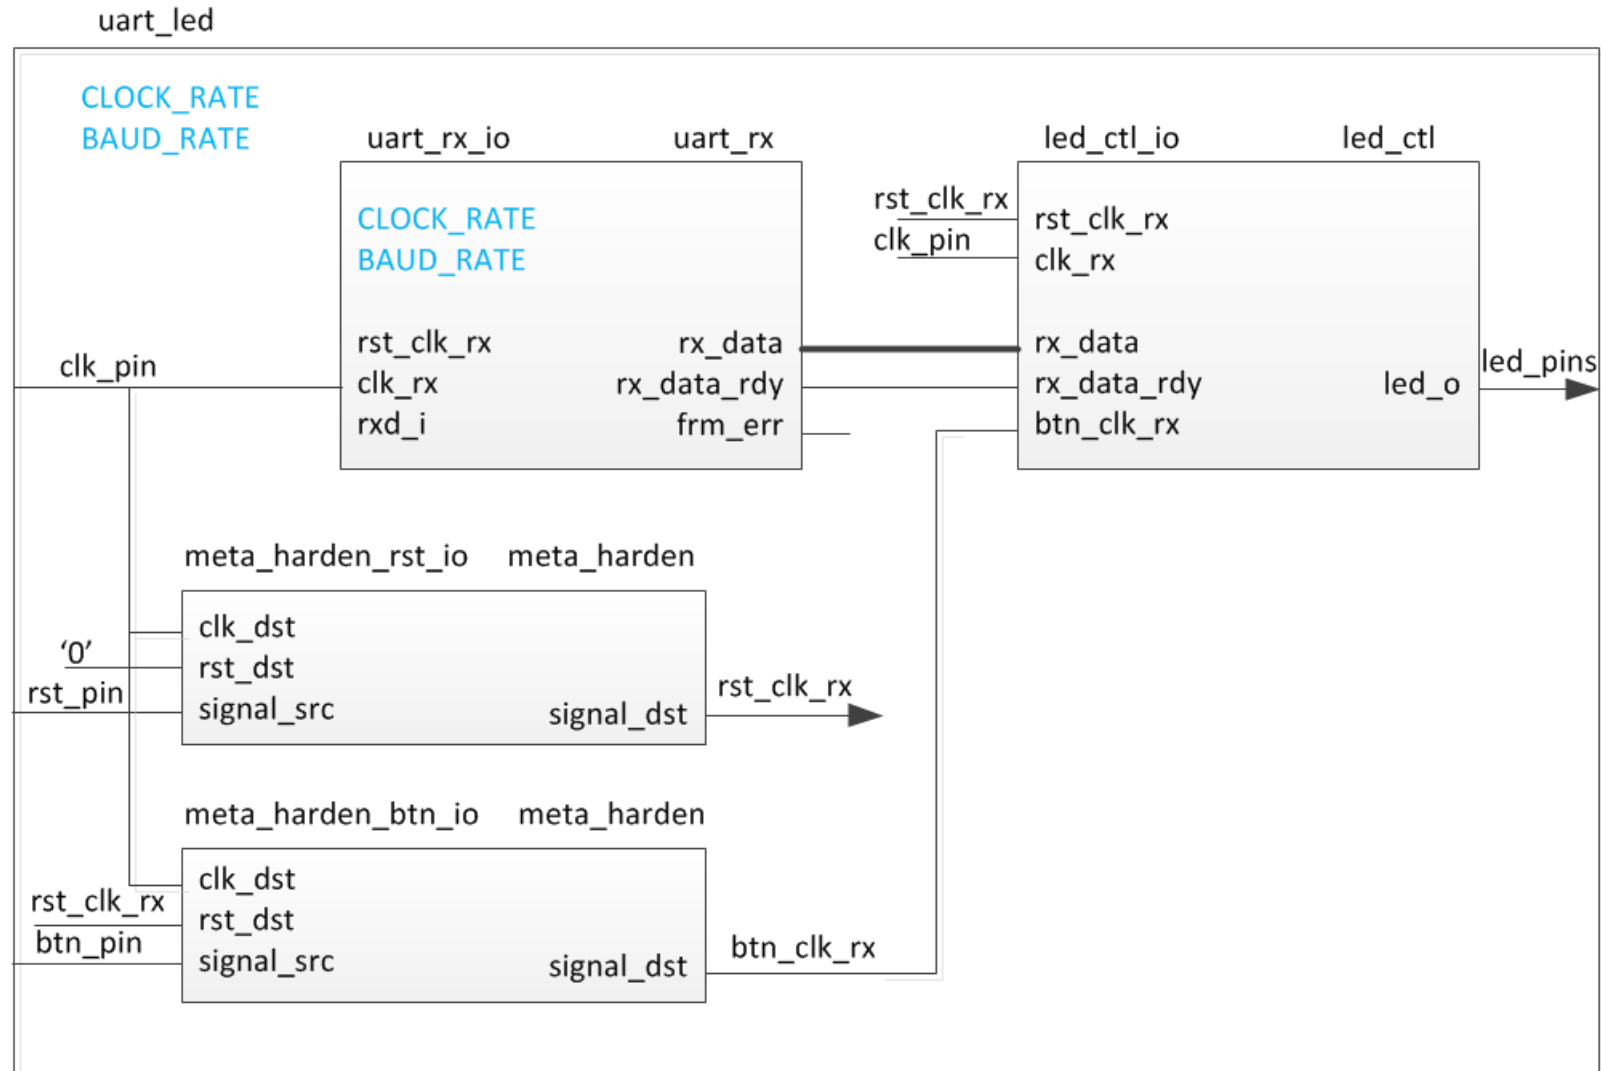 uart_led
CLOCK_RATE
BAUD_RATE
uart_rx_io uart_rx
CLOCK_RATE
BAUD_RATE
rst_clk_rx rx_data
clk_rx rx_data_rdy
rxd_i frm_err
clk_pin
led_ctl_io led_ctl
rst_clk_rx
clk_pin
rst_clk_rx
clk_rx
rx_data
rx_data_rdy led_o
btn_clk_rx
led_pins
meta_harden_rst_io meta_harden
clk_dst
‘0’
rst_dst
rst_pin
signal_src signal_dst
rst_clk_rx
meta_harden_btn_io meta_harden
clk_dst
rst_clk_rx
rst_dst
btn_pin
signal_src signal_dst
btn_clk_rx